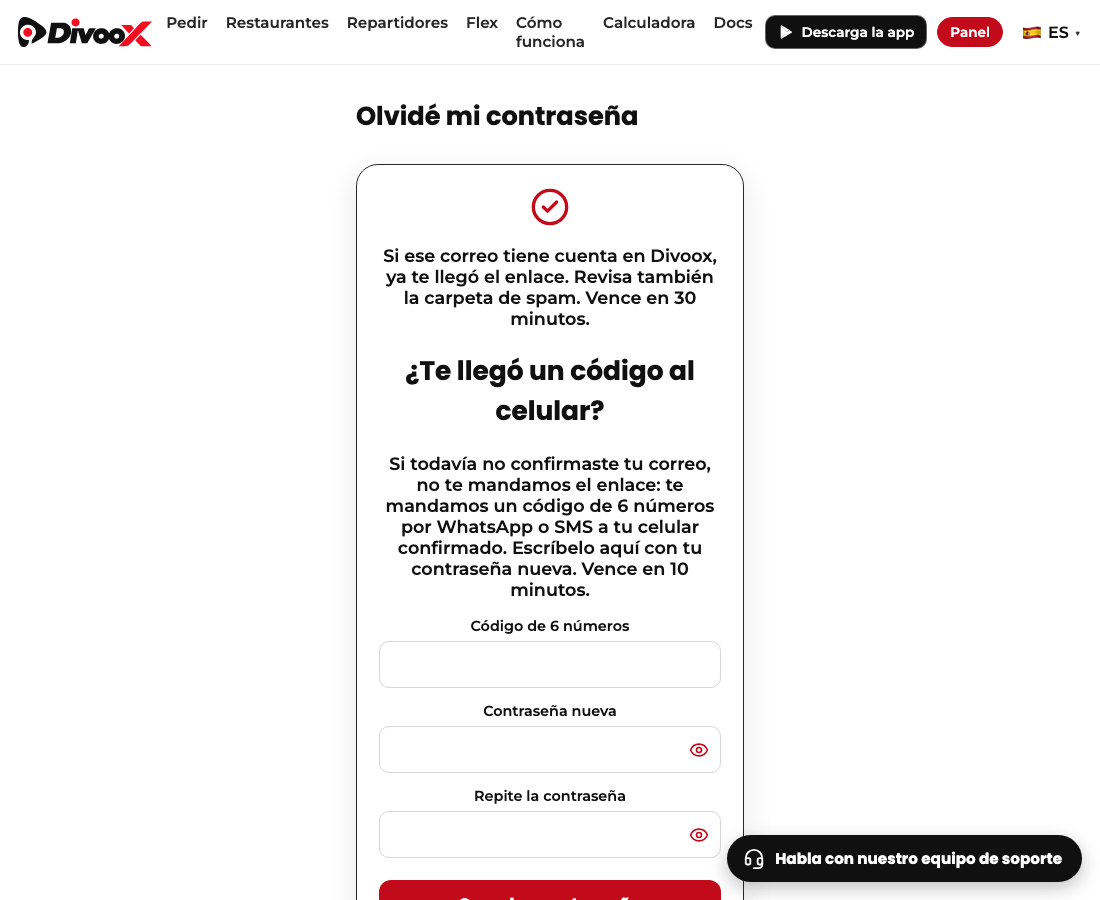 DivooX
Pedir
Restaurantes
Repartidores
Flex
Cómo
funciona
Calculadora
Docs
Descarga la app
Panel
ES
Olvidé mi contraseña
Si ese correo tiene cuenta en Divoox,
ya te llegó el enlace. Revisa también
la carpeta de spam. Vence en 30
minutos.
¿Te llegó un código al
celular?
Si todavía no confirmaste tu correo,
no te mandamos el enlace: te
mandamos un código de 6 números
por WhatsApp o SMS a tu celular
confirmado. Escríbelo aquí con tu
contraseña nueva. Vence en 10
minutos.
Código de 6 números
Contraseña nueva
Repite la contraseña
Habla con nuestro equipo de soporte